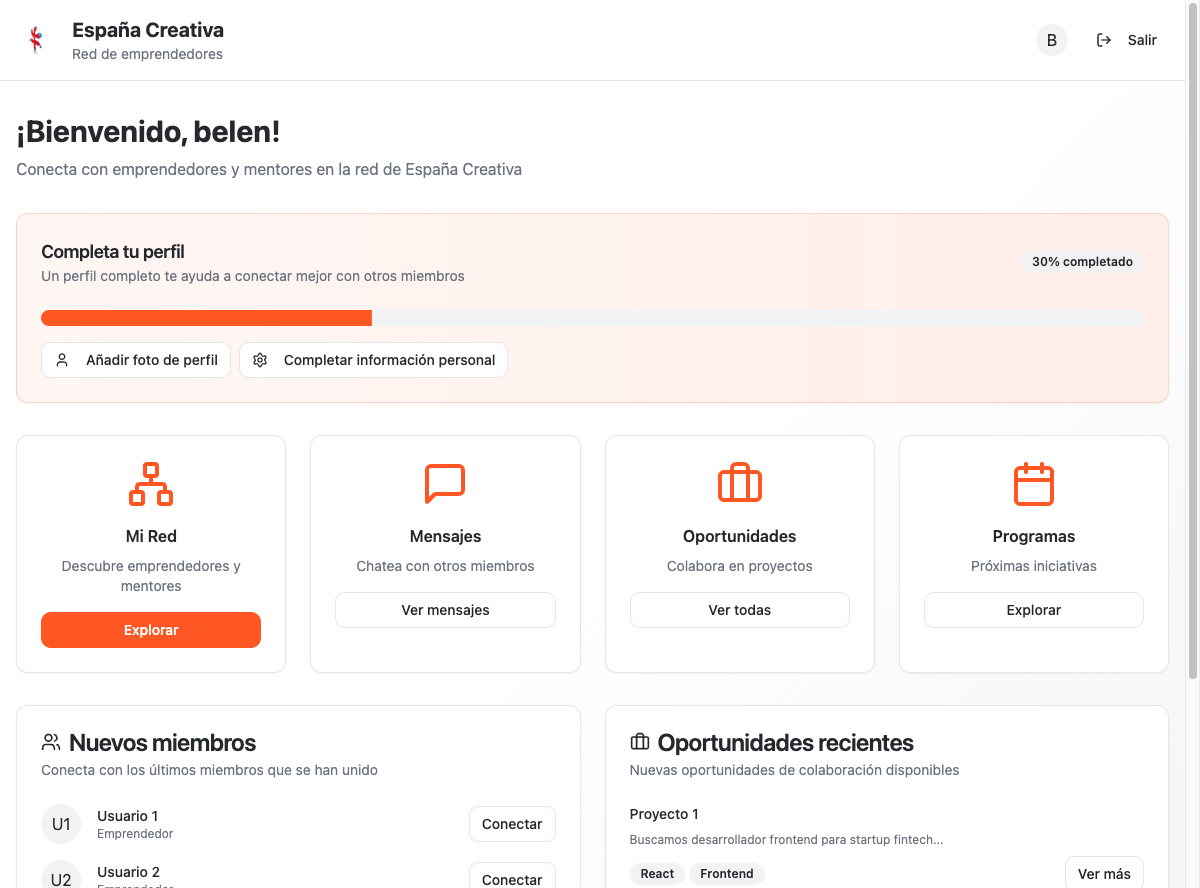 España Creativa
Red de emprendedores
B
Salir
¡Bienvenido, belen!
Conecta con emprendedores y mentores en la red de España Creativa
Completa tu perfil
Un perfil completo te ayuda a conectar mejor con otros miembros
30% completado
Añadir foto de perfil
Completar información personal
Mi Red
Descubre emprendedores y
mentores
Explorar
Mensajes
Chatea con otros miembros
Ver mensajes
Oportunidades
Colabora en proyectos
Ver todas
Programas
Próximas iniciativas
Explorar
Nuevos miembros
Conecta con los últimos miembros que se han unido
U1
Usuario 1
Emprendedor
Conectar
U2
Usuario 2
Emprendedor
Conectar
Oportunidades recientes
Nuevas oportunidades de colaboración disponibles
Proyecto 1
Buscamos desarrollador frontend para startup fintech...
React
Frontend
Ver más